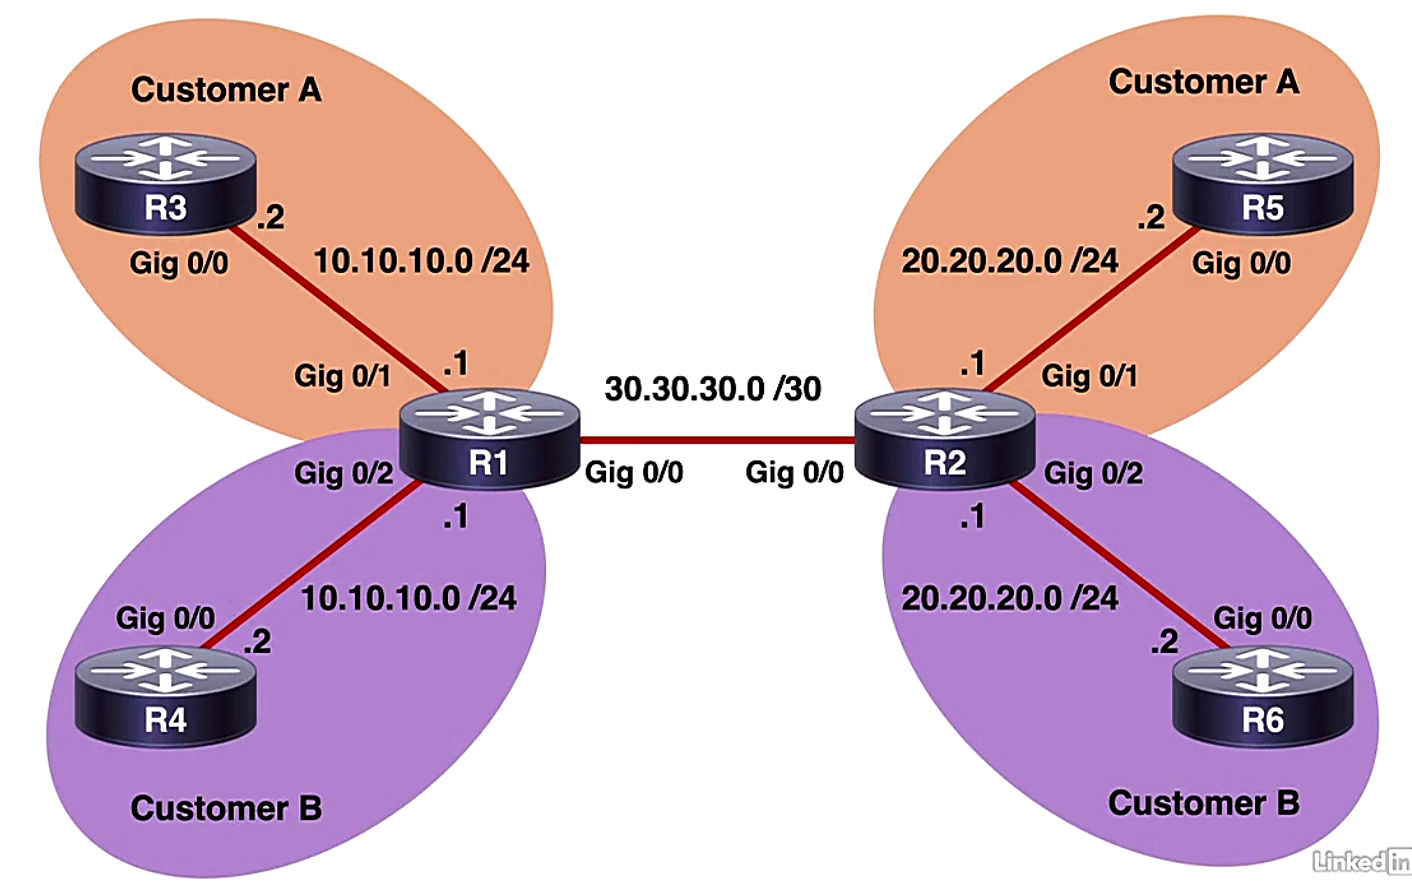 Customer A
Customer A
R3
R5
.2
.2
Gig 0/0
10.10.10.0 /24
20.20.20.0 /24
Gig 0/0
.1
.1
Gig 0/1
Gig 0/1
30.30.30.0 /30
R1
R2
Gig 0/2
Gig 0/0
Gig 0/0
Gig 0/2
.1
.1
10.10.10.0 /24
20.20.20.0 /24
Gig 0/0
Gig 0/0
.2
.2
R4
R6
Customer B
Customer B
Linked in